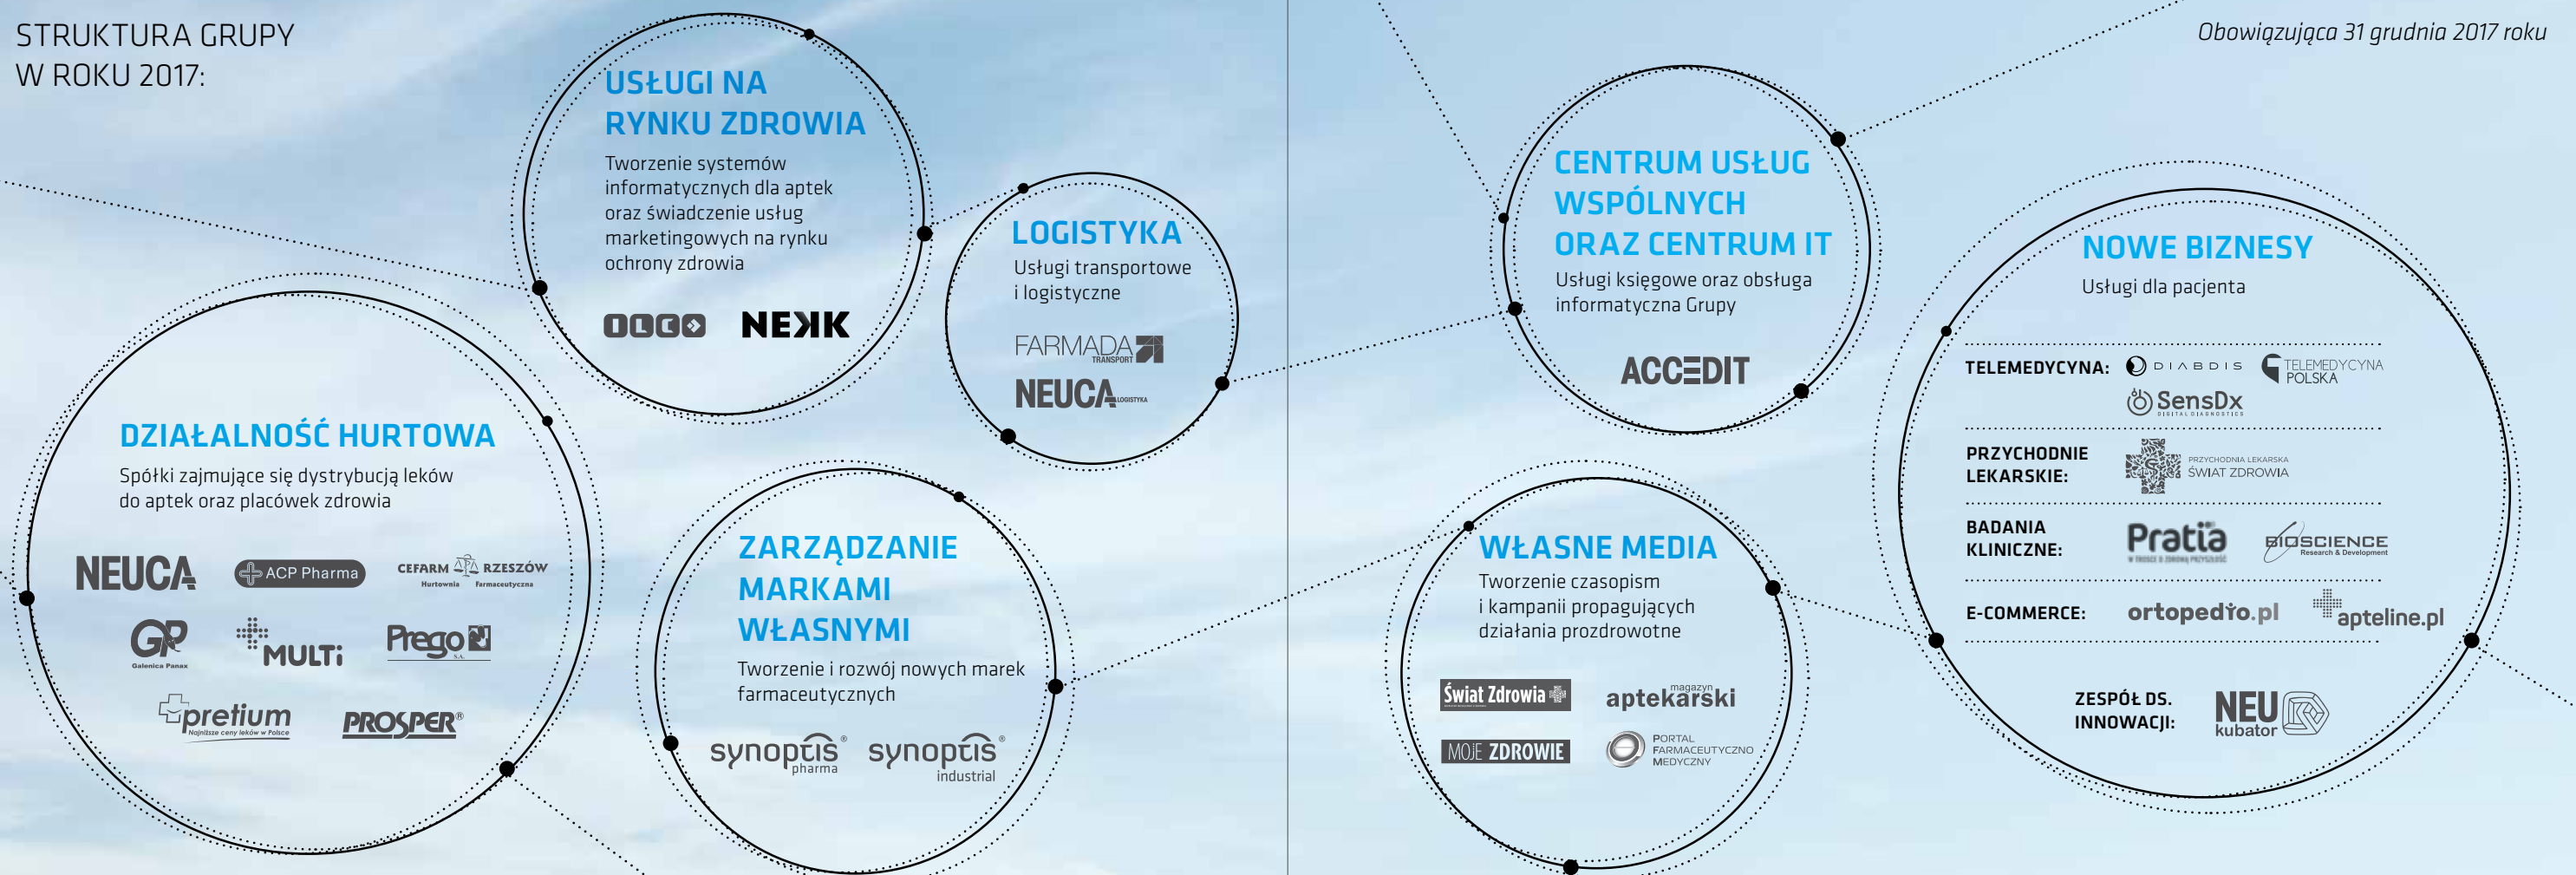 STRUKTURA GRUPY
W ROKU 2017:
Obowiązująca 31 grudnia 2017 roku
USŁUGI NA
RYNKU ZDROWIA
Tworzenie systemów
informatycznych dla aptek
oraz świadczenie usług
marketingowych na rynku
ochrony zdrowia
ILCO
NEKK
LOGISTYKA
Usługi transportowe
i logistyczne
FARMADA
TRANSPORT
NEUCA LOGISTYKA
DZIAŁALNOŚĆ HURTOWA
Spółki zajmujące się dystrybucją leków
do aptek oraz placówek zdrowia
NEUCA
ACP Pharma
CEFARM RZESZÓW
Hurtownia Farmaceutyczna
GP
Galenica Panax
MULTi
Prego
S.A.
pretium
Najniższe ceny leków w Polsce
PROSPER®
ZARZĄDZANIE
MARKAMI
WŁASNYMI
Tworzenie i rozwój nowych marek
farmaceutycznych
synoptis®
pharma
synoptis®
industrial
CENTRUM USŁUG
WSPÓLNYCH
ORAZ CENTRUM IT
Usługi księgowe oraz obsługa
informatyczna Grupy
ACCEDIT
WŁASNE MEDIA
Tworzenie czasopism
i kampanii propagujących
działania prozdrowotne
Świat Zdrowia
magazyn
aptekarski
MOJE ZDROWIE
PORTAL
FARMACEUTYCZNO
MEDYCZNY
NOWE BIZNESY
Usługi dla pacjenta
TELEMEDYCYNA:
DIABDIS
TELEMEDYCYNA
POLSKA
SensDx
DIGITAL DIAGNOSTICS
PRZYCHODNIE
LEKARSKIE:
PRZYCHODNIA LEKARSKA
ŚWIAT ZDROWIA
BADANIA
KLINICZNE:
Pratia
W TROSCE O ZDROWĄ PRZYSZŁOŚĆ
BIOSCIENCE
Research & Development
E-COMMERCE:
ortopedio.pl
apteline.pl
ZESPÓŁ DS.
INNOWACJI:
NEU
kubator